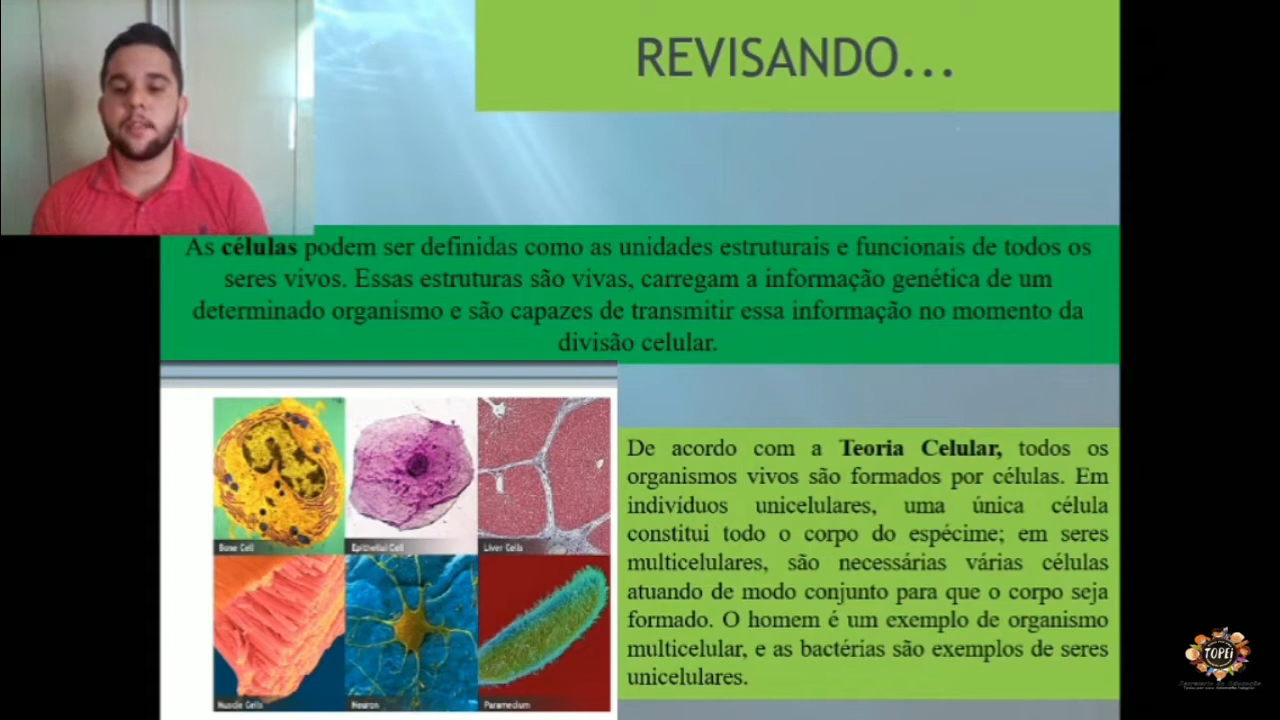 REVISANDO...
As células podem ser definidas como as unidades estruturais e funcionais de todos os
seres vivos. Essas estruturas são vivas, carregam a informação genética de um
determinado organismo e são capazes de transmitir essa informação no momento da
divisão celular.
Bone Cell
Epithelial Cell
Liver Cells
Muscle Cells
Neuron
Paramecium
De acordo com a Teoria Celular, todos os
organismos vivos são formados por células. Em
indivíduos unicelulares, uma única célula
constitui todo o corpo do espécime; em seres
multicelulares, são necessárias várias células
atuando de modo conjunto para que o corpo seja
formado. O homem é um exemplo de organismo
multicelular, e as bactérias são exemplos de seres
unicelulares.
TOPEi
Secretaria de Educação